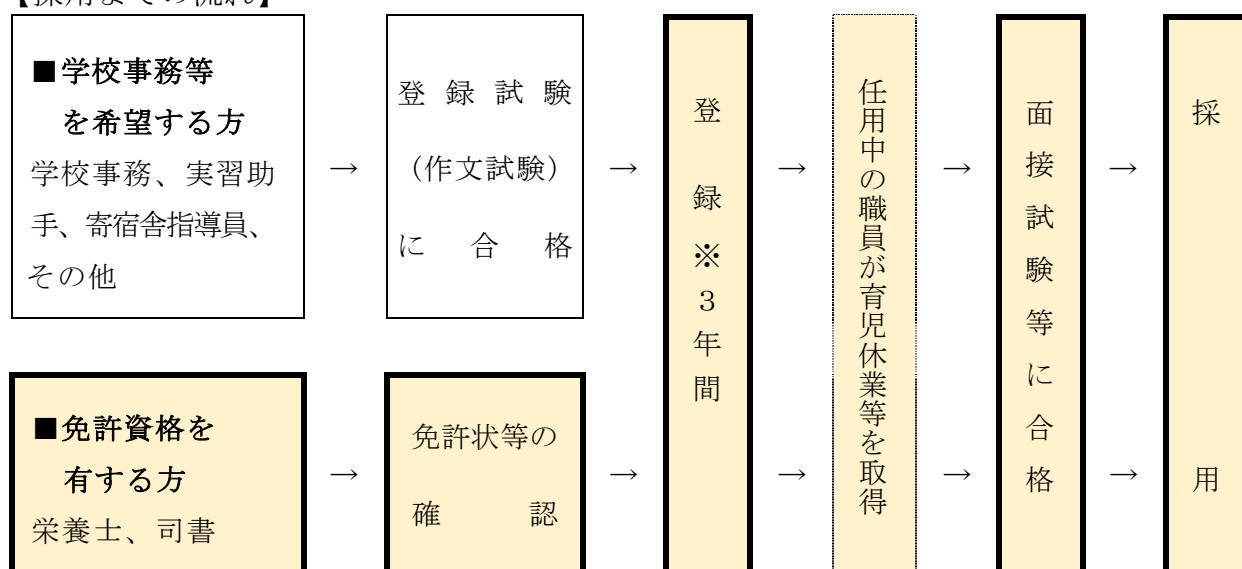 【採用までの流れ】
■学校事務等
を希望する方
学校事務、実習助
手、寄宿舎指導員、
その他
→
登録試験
(作文試験)
に合格
→
■免許資格を
有する方
栄養士、司書
→
免許状等の
確認
→
登録※3年間
→
→
任用中の職員が育児休業等を取得
→
→
面接試験等に合格
→
→
採用